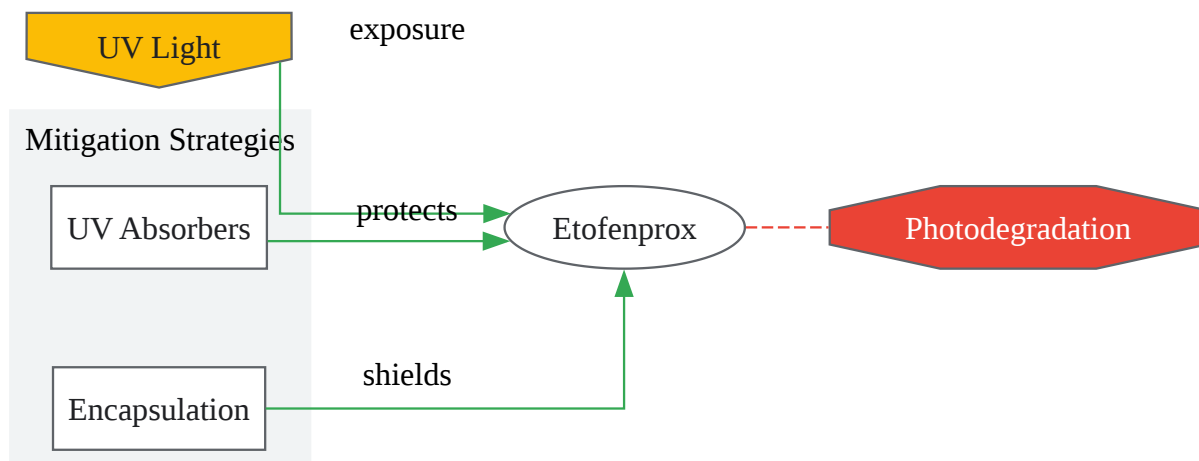 UV Light
exposure
Mitigation Strategies
UV Absorbers
protects
Etofenprox
Photodegradation
shields
Encapsulation